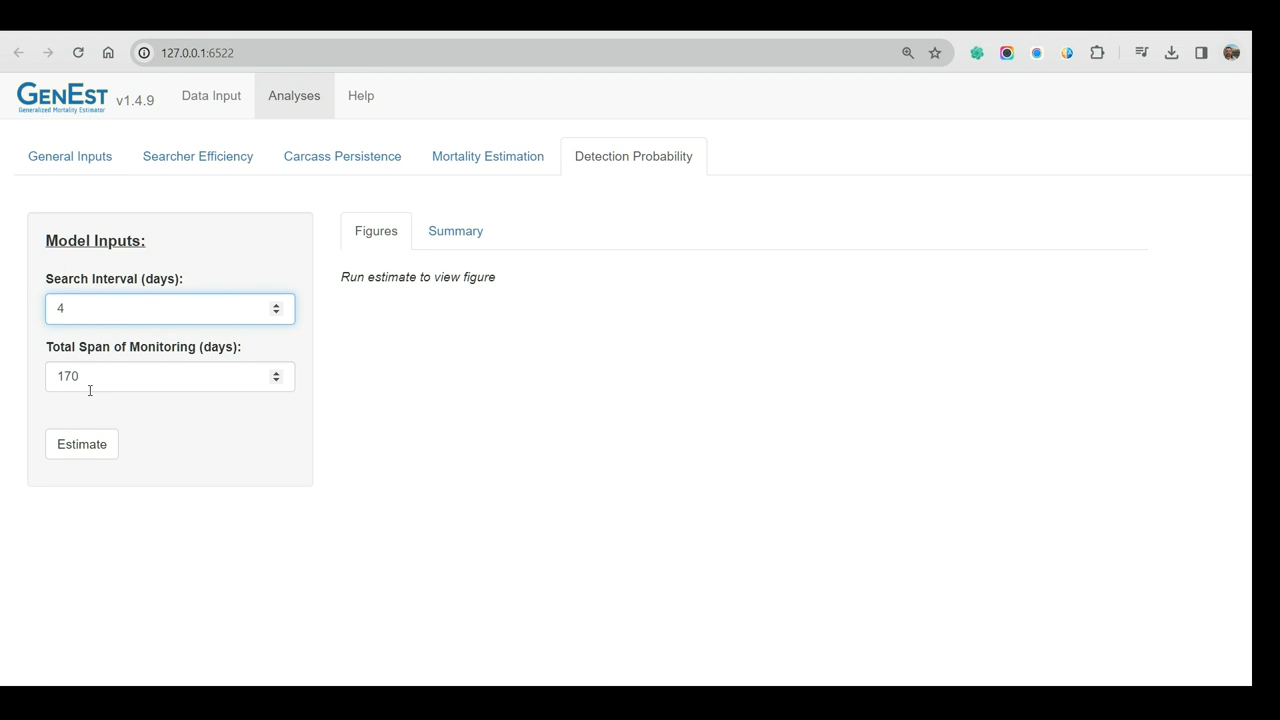 127.0.0.1:6522
GENEST
Generalized Mortality Estimator
v1.4.9
Data Input
Analyses
Help
General Inputs
Searcher Efficiency
Carcass Persistence
Mortality Estimation
Detection Probability
Model Inputs:
Search Interval (days):
4
Total Span of Monitoring (days):
170
Estimate
Figures
Summary
Run estimate to view figure